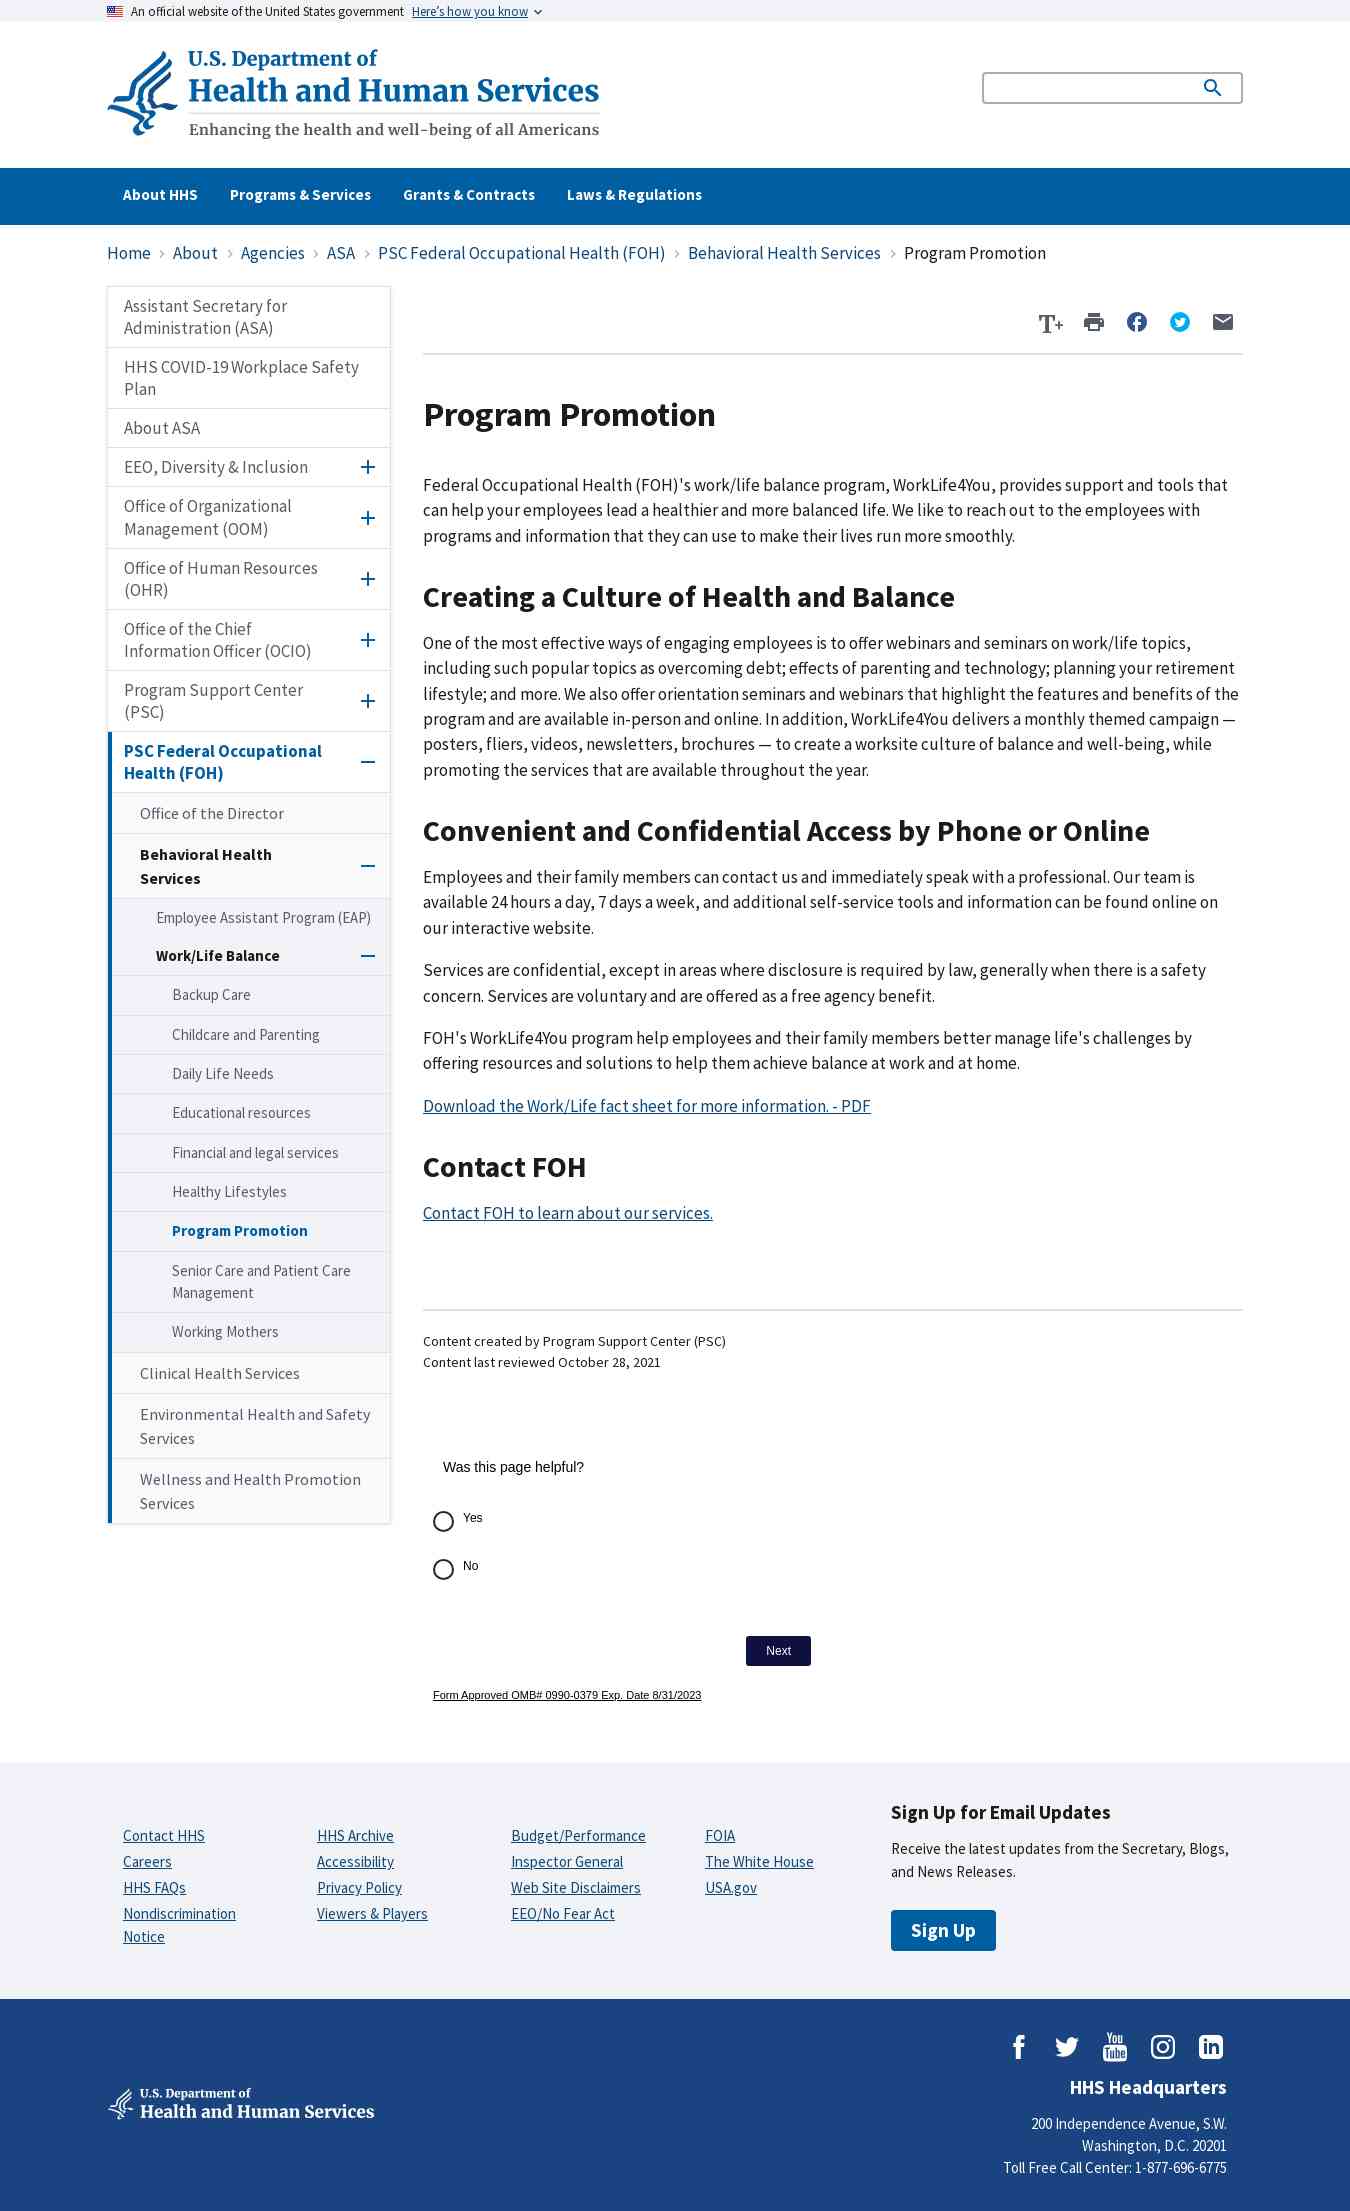 An official website of the United States government Here's how you know
U.S. Department of
Health and Human Services
Enhancing the health and well-being of all Americans
About HHS Programs & Services Grants & Contracts Laws & Regulations
Home › About › Agencies › ASA › PSC Federal Occupational Health (FOH) › Behavioral Health Services › Program Promotion
Assistant Secretary for
Administration (ASA)
HHS COVID-19 Workplace Safety
Plan
About ASA
EEO, Diversity & Inclusion
Office of Organizational
Management (OOM)
Office of Human Resources
(OHR)
Office of the Chief
Information Officer (OCIO)
Program Support Center
(PSC)
PSC Federal Occupational
Health (FOH)
Office of the Director
Behavioral Health
Services
Employee Assistant Program (EAP)
Work/Life Balance
Backup Care
Childcare and Parenting
Daily Life Needs
Educational resources
Financial and legal services
Healthy Lifestyles
Program Promotion
Senior Care and Patient Care
Management
Working Mothers
Clinical Health Services
Environmental Health and Safety
Services
Wellness and Health Promotion
Services
T+
Program Promotion
Federal Occupational Health (FOH)'s work/life balance program, WorkLife4You, provides support and tools that
can help your employees lead a healthier and more balanced life. We like to reach out to the employees with
programs and information that they can use to make their lives run more smoothly.
Creating a Culture of Health and Balance
One of the most effective ways of engaging employees is to offer webinars and seminars on work/life topics,
including such popular topics as overcoming debt; effects of parenting and technology; planning your retirement
lifestyle; and more. We also offer orientation seminars and webinars that highlight the features and benefits of the
program and are available in-person and online. In addition, WorkLife4You delivers a monthly themed campaign —
posters, fliers, videos, newsletters, brochures — to create a worksite culture of balance and well-being, while
promoting the services that are available throughout the year.
Convenient and Confidential Access by Phone or Online
Employees and their family members can contact us and immediately speak with a professional. Our team is
available 24 hours a day, 7 days a week, and additional self-service tools and information can be found online on
our interactive website.
Services are confidential, except in areas where disclosure is required by law, generally when there is a safety
concern. Services are voluntary and are offered as a free agency benefit.
FOH's WorkLife4You program help employees and their family members better manage life's challenges by
offering resources and solutions to help them achieve balance at work and at home.
Download the Work/Life fact sheet for more information. - PDF
Contact FOH
Contact FOH to learn about our services.
Content created by Program Support Center (PSC)
Content last reviewed October 28, 2021
Was this page helpful?
Yes
No
Next
Form Approved OMB# 0990-0379 Exp. Date 8/31/2023
Contact HHS
Careers
HHS FAQs
Nondiscrimination
Notice
HHS Archive
Accessibility
Privacy Policy
Viewers & Players
Budget/Performance
Inspector General
Web Site Disclaimers
EEO/No Fear Act
FOIA
The White House
USA.gov
Sign Up for Email Updates
Receive the latest updates from the Secretary, Blogs,
and News Releases.
Sign Up
You
Tube
in
U.S. Department of
Health and Human Services
HHS Headquarters
200 Independence Avenue, S.W.
Washington, D.C. 20201
Toll Free Call Center: 1-877-696-6775